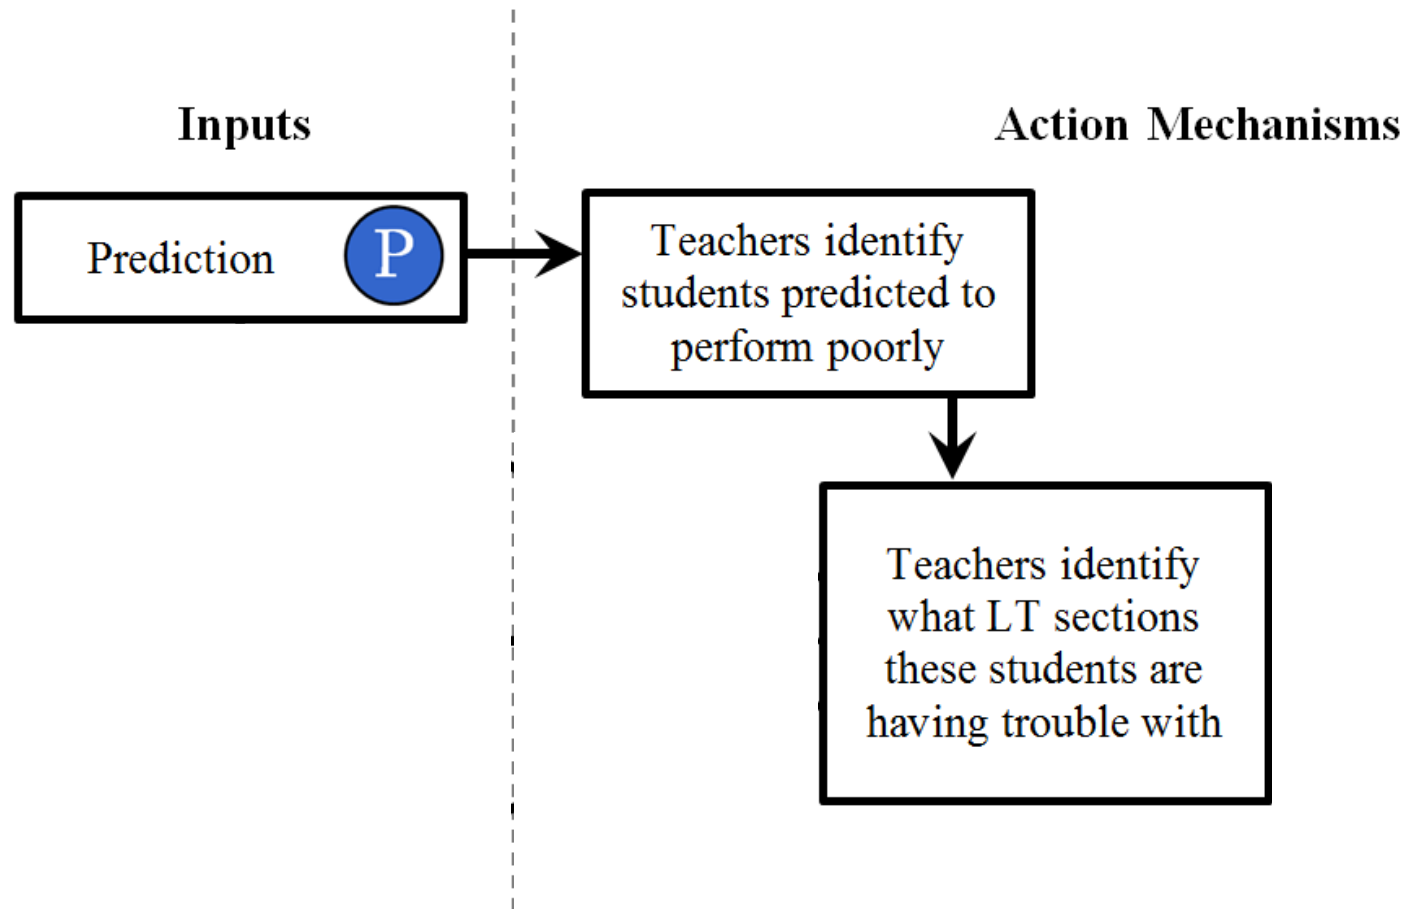 Inputs
Action Mechanisms
Prediction
P
Teachers identify
students predicted to
perform poorly
Teachers identify
what LT sections
these students are
having trouble with